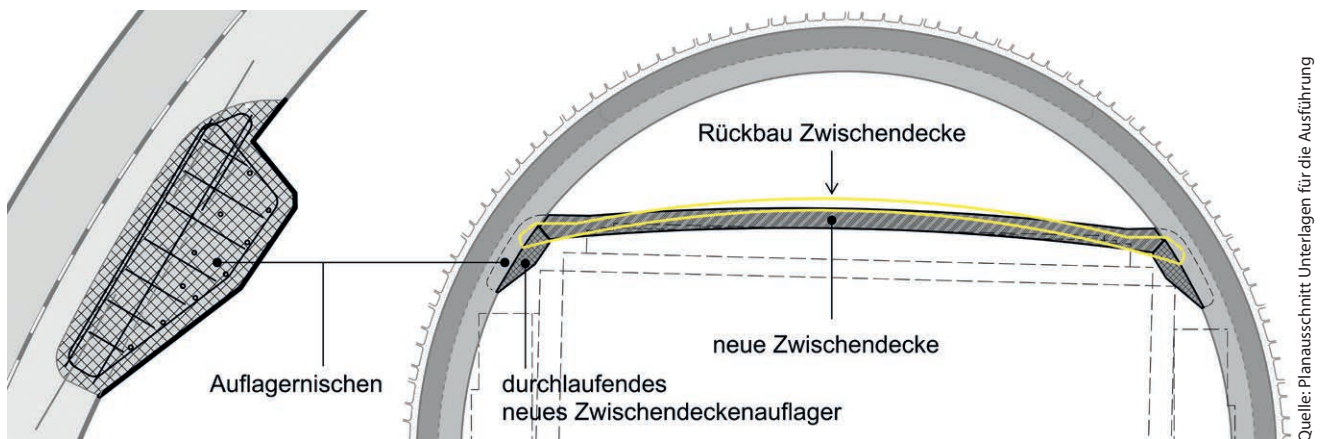 Rückbau Zwischendecke
neue Zwischendecke
Auflagernischen
durchlaufendes
neues Zwischendeckenauflager
Quelle: Planausschnitt Unterlagen für die Ausführung